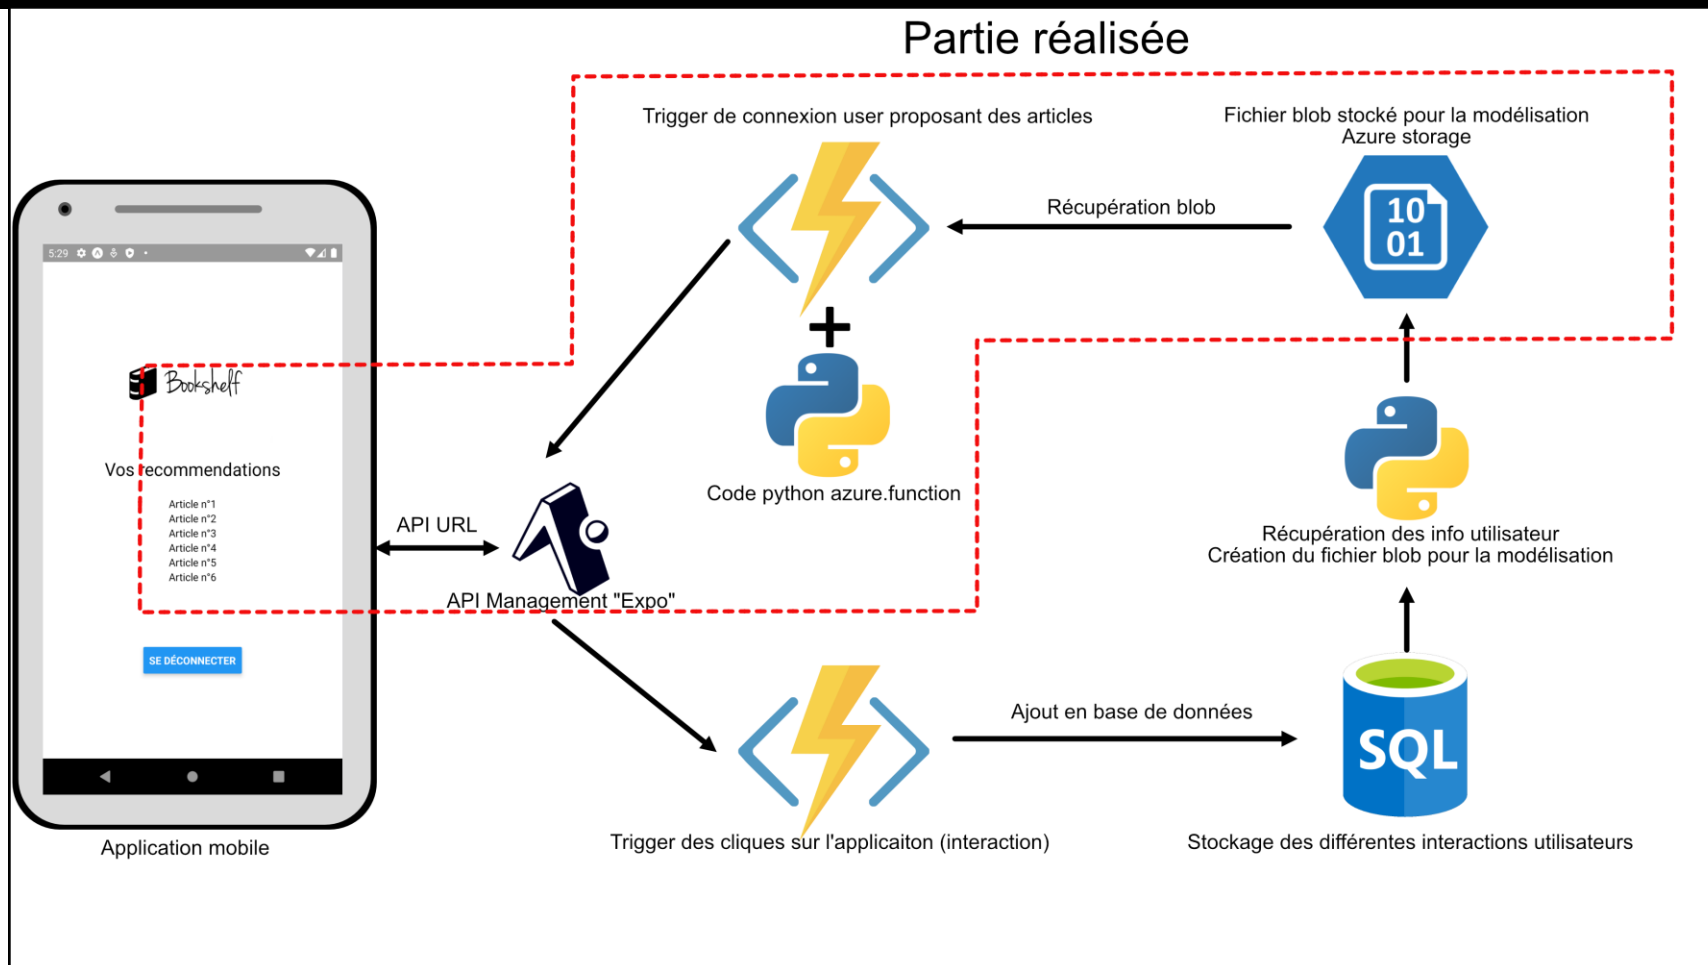 Partie réalisée
Trigger de connexion user proposant des articles
Fichier blob stocké pour la modélisation
Azure storage
Récupération blob
10
01
5:29
Bookshelf
Vos recommendations
Article n°1
Article n°2
Article n°3
Article n°4
Article n°5
Article n°6
SE DÉCONNECTER
Application mobile
API URL
API Management "Expo"
Code python azure.function
Récupération des info utilisateur
Création du fichier blob pour la modélisation
Ajout en base de données
SQL
Trigger des cliques sur l'applicaiton (interaction)
Stockage des différentes interactions utilisateurs